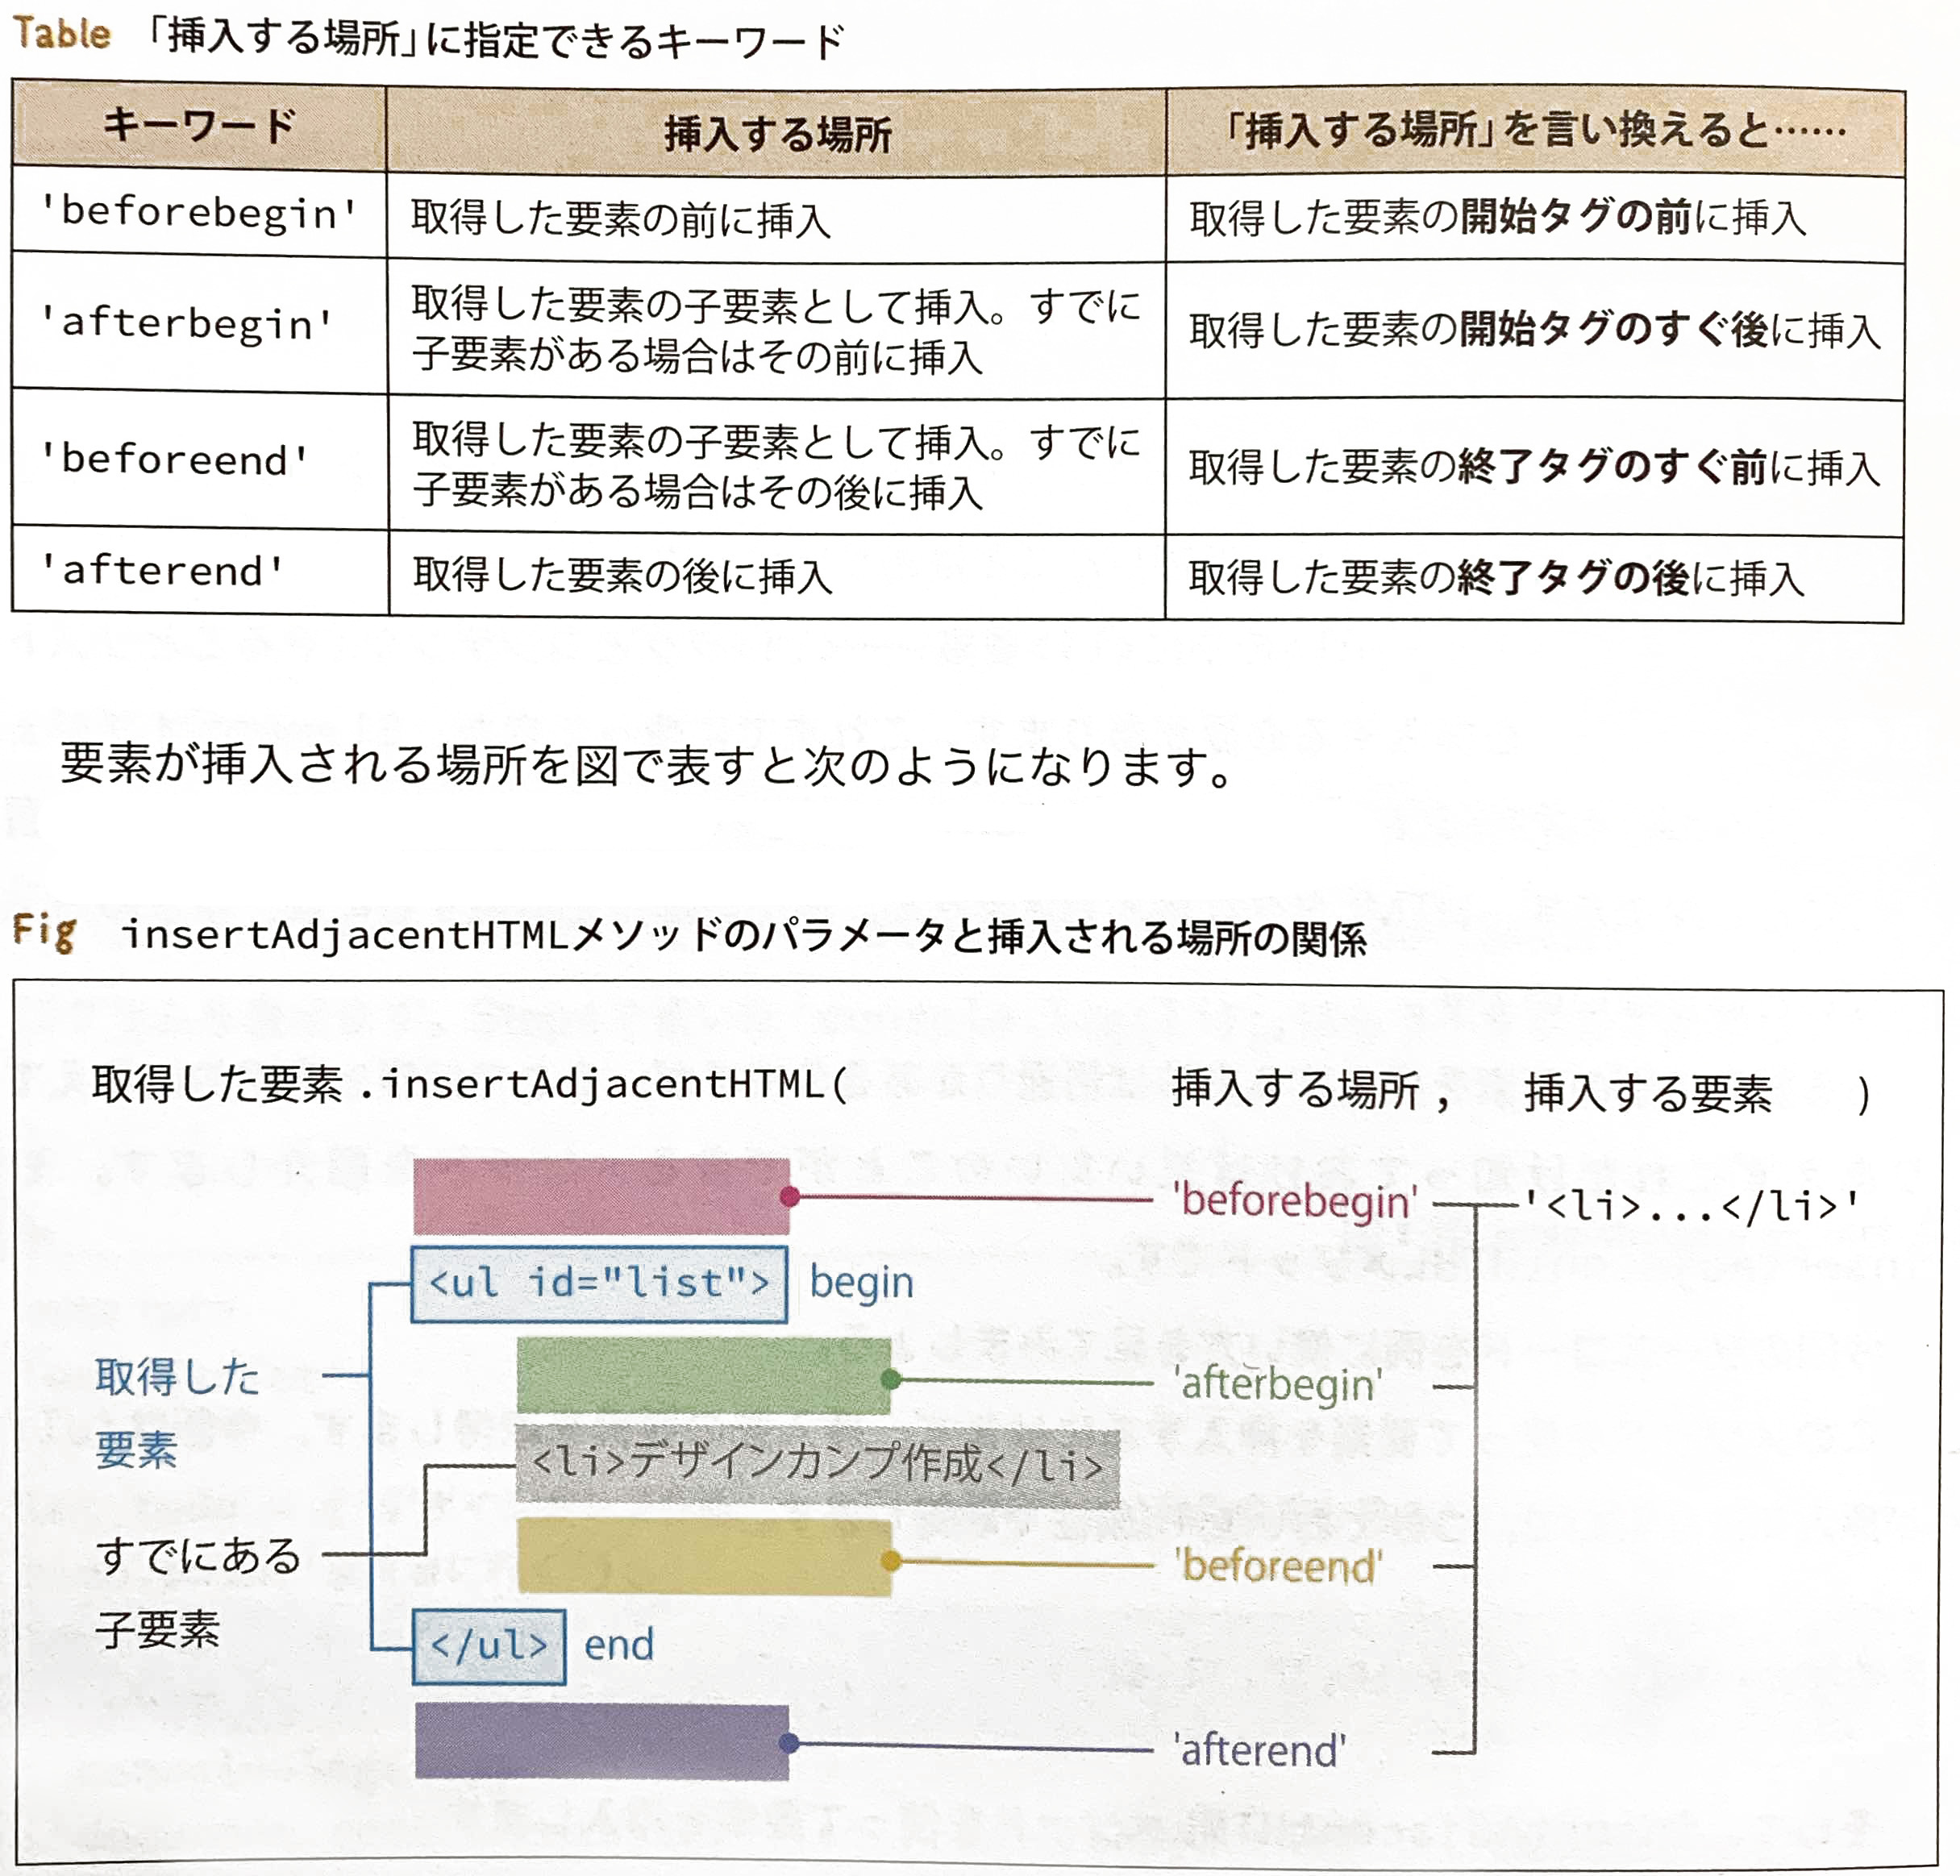 Table 「挿入する場所」に指定できるキーワード
キーワード 挿入する場所 「挿入する場所」を言い換えると……
'beforebegin' 取得した要素の前に挿入 取得した要素の開始タグの前に挿入
'afterbegin' 取得した要素の子要素として挿入。すでに
子要素がある場合はその前に挿入 取得した要素の開始タグのすぐ後に挿入
'beforeend' 取得した要素の子要素として挿入。すでに
子要素がある場合はその後に挿入 取得した要素の終了タグのすぐ前に挿入
'afterend' 取得した要素の後に挿入 取得した要素の終了タグの後に挿入
要素が挿入される場所を図で表すと次のようになります。
Fig insertAdjacentHTMLメソッドのパラメータと挿入される場所の関係
取得した要素.insertAdjacentHTML( 挿入する場所, 挿入する要素 )
'beforebegin' '<li>...</li>'
<ul id="list"> begin
取得した
要素
'afterbegin'
<li>デザインカンプ作成</li>
すでにある
子要素
'beforeend'
</ul> end
'afterend'